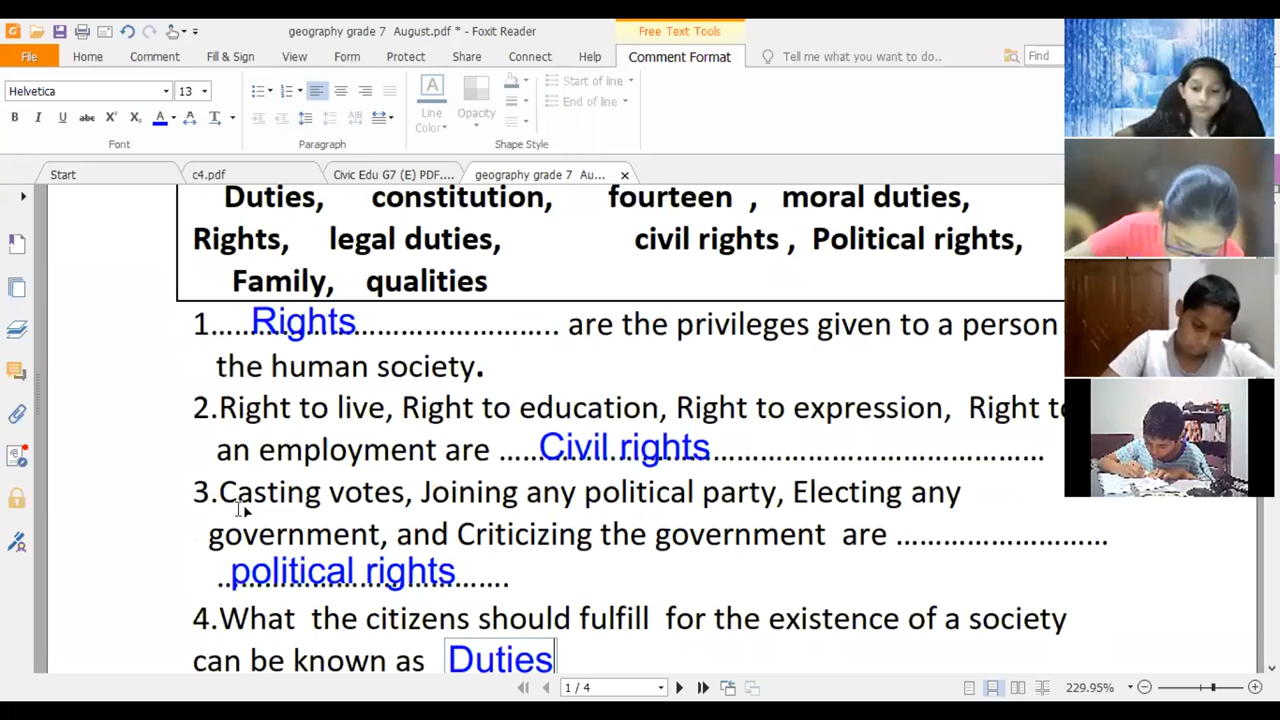 geography grade 7 August.pdf * - Foxit Reader
Free Text Tools
File Home Comment Fill & Sign View Form Protect Share Connect Help Comment Format Tell me what you want to do.. Find
Helvetica 13
Line Color Opacity Start of line
End of line
B I U abc X² X₂ A A T
Font Paragraph Shape Style
Start c4.pdf Civic Edu G7 (E) PDF.... geography grade 7 Au...
Duties, constitution, fourteen , moral duties,
Rights, legal duties, civil rights , Political rights,
Family, qualities
1....Rights.............................. are the privileges given to a person
the human society.
2.Right to live, Right to education, Right to expression, Right to
an employment are .....Civil rights.......................................
3.Casting votes, Joining any political party, Electing any
government, and Criticizing the government are ...........................
..political rights.......
4.What the citizens should fulfill for the existence of a society
can be known as Duties
1 / 4 229.95%